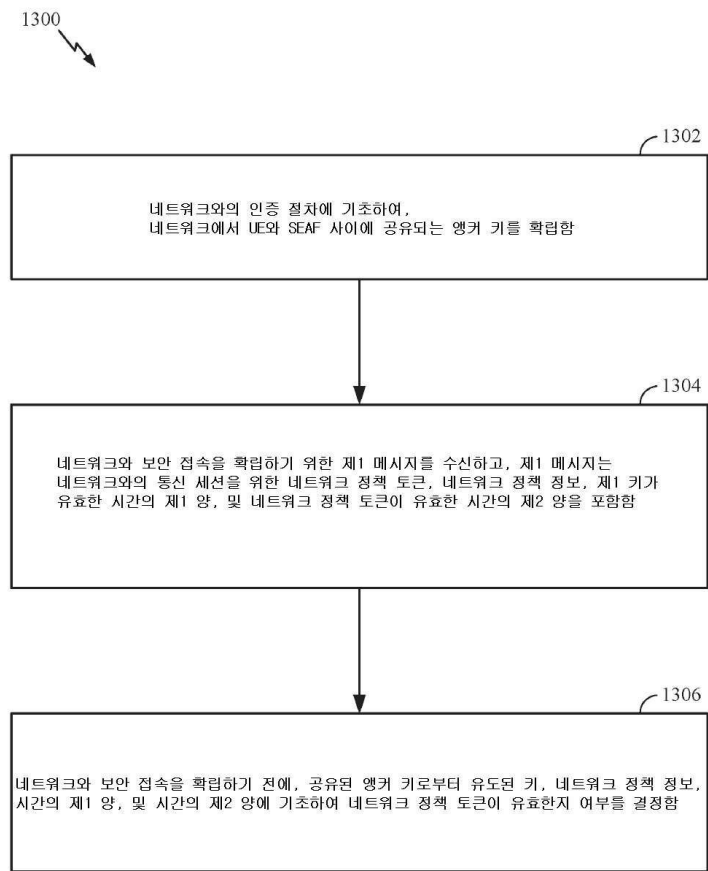 1300
1302
네트워크와의 인증 절차에 기초하여,
네트워크에서 UE와 SEAF 사이에 공유되는 앵커 키를 확립함
1304
네트워크와 보안 접속을 확립하기 위한 제1 메시지를 수신하고, 제1 메시지는
네트워크와의 통신 세션을 위한 네트워크 정책 토큰, 네트워크 정책 정보, 제1 키가
유효한 시간의 제1 양, 및 네트워크 정책 토큰이 유효한 시간의 제2 양을 포함함
1306
네트워크와 보안 접속을 확립하기 전에, 공유된 앵커 키로부터 유도된 키, 네트워크 정책 정보,
시간의 제1 양, 및 시간의 제2 양에 기초하여 네트워크 정책 토큰이 유효한지 여부를 결정함